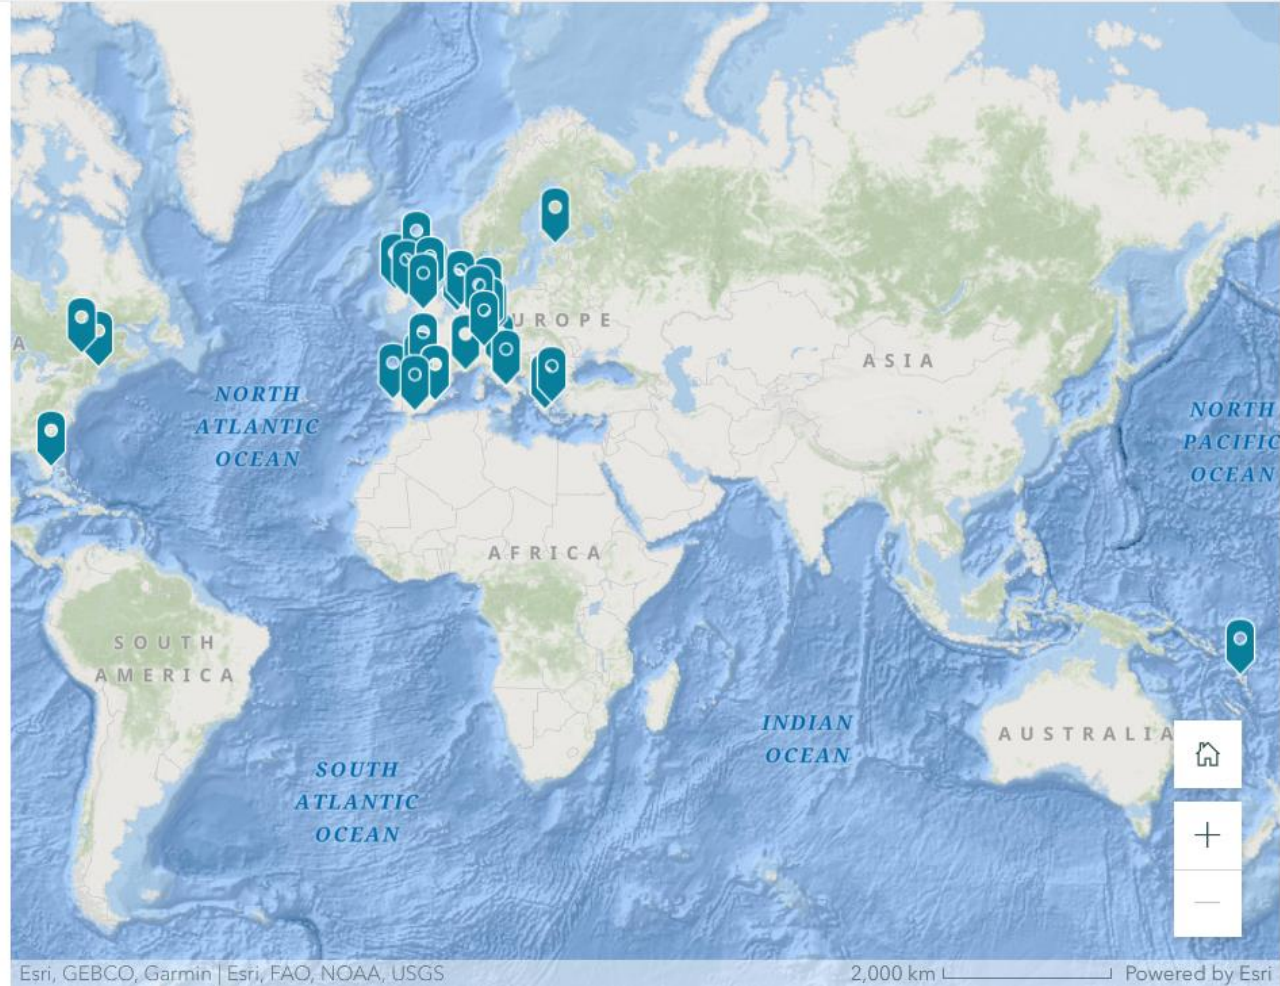 UROPE
A
ASIA
NORTH
ATLANTIC
OCEAN
NORTH
PACIFIC
OCEAN
AFRICA
SOUTH
AMERICA
INDIAN
OCEAN
AUSTRALIA
SOUTH
ATLANTIC
OCEAN
Esri, GEBCO, Garmin | Esri, FAO, NOAA, USGS
2,000 km
Powered by Esri